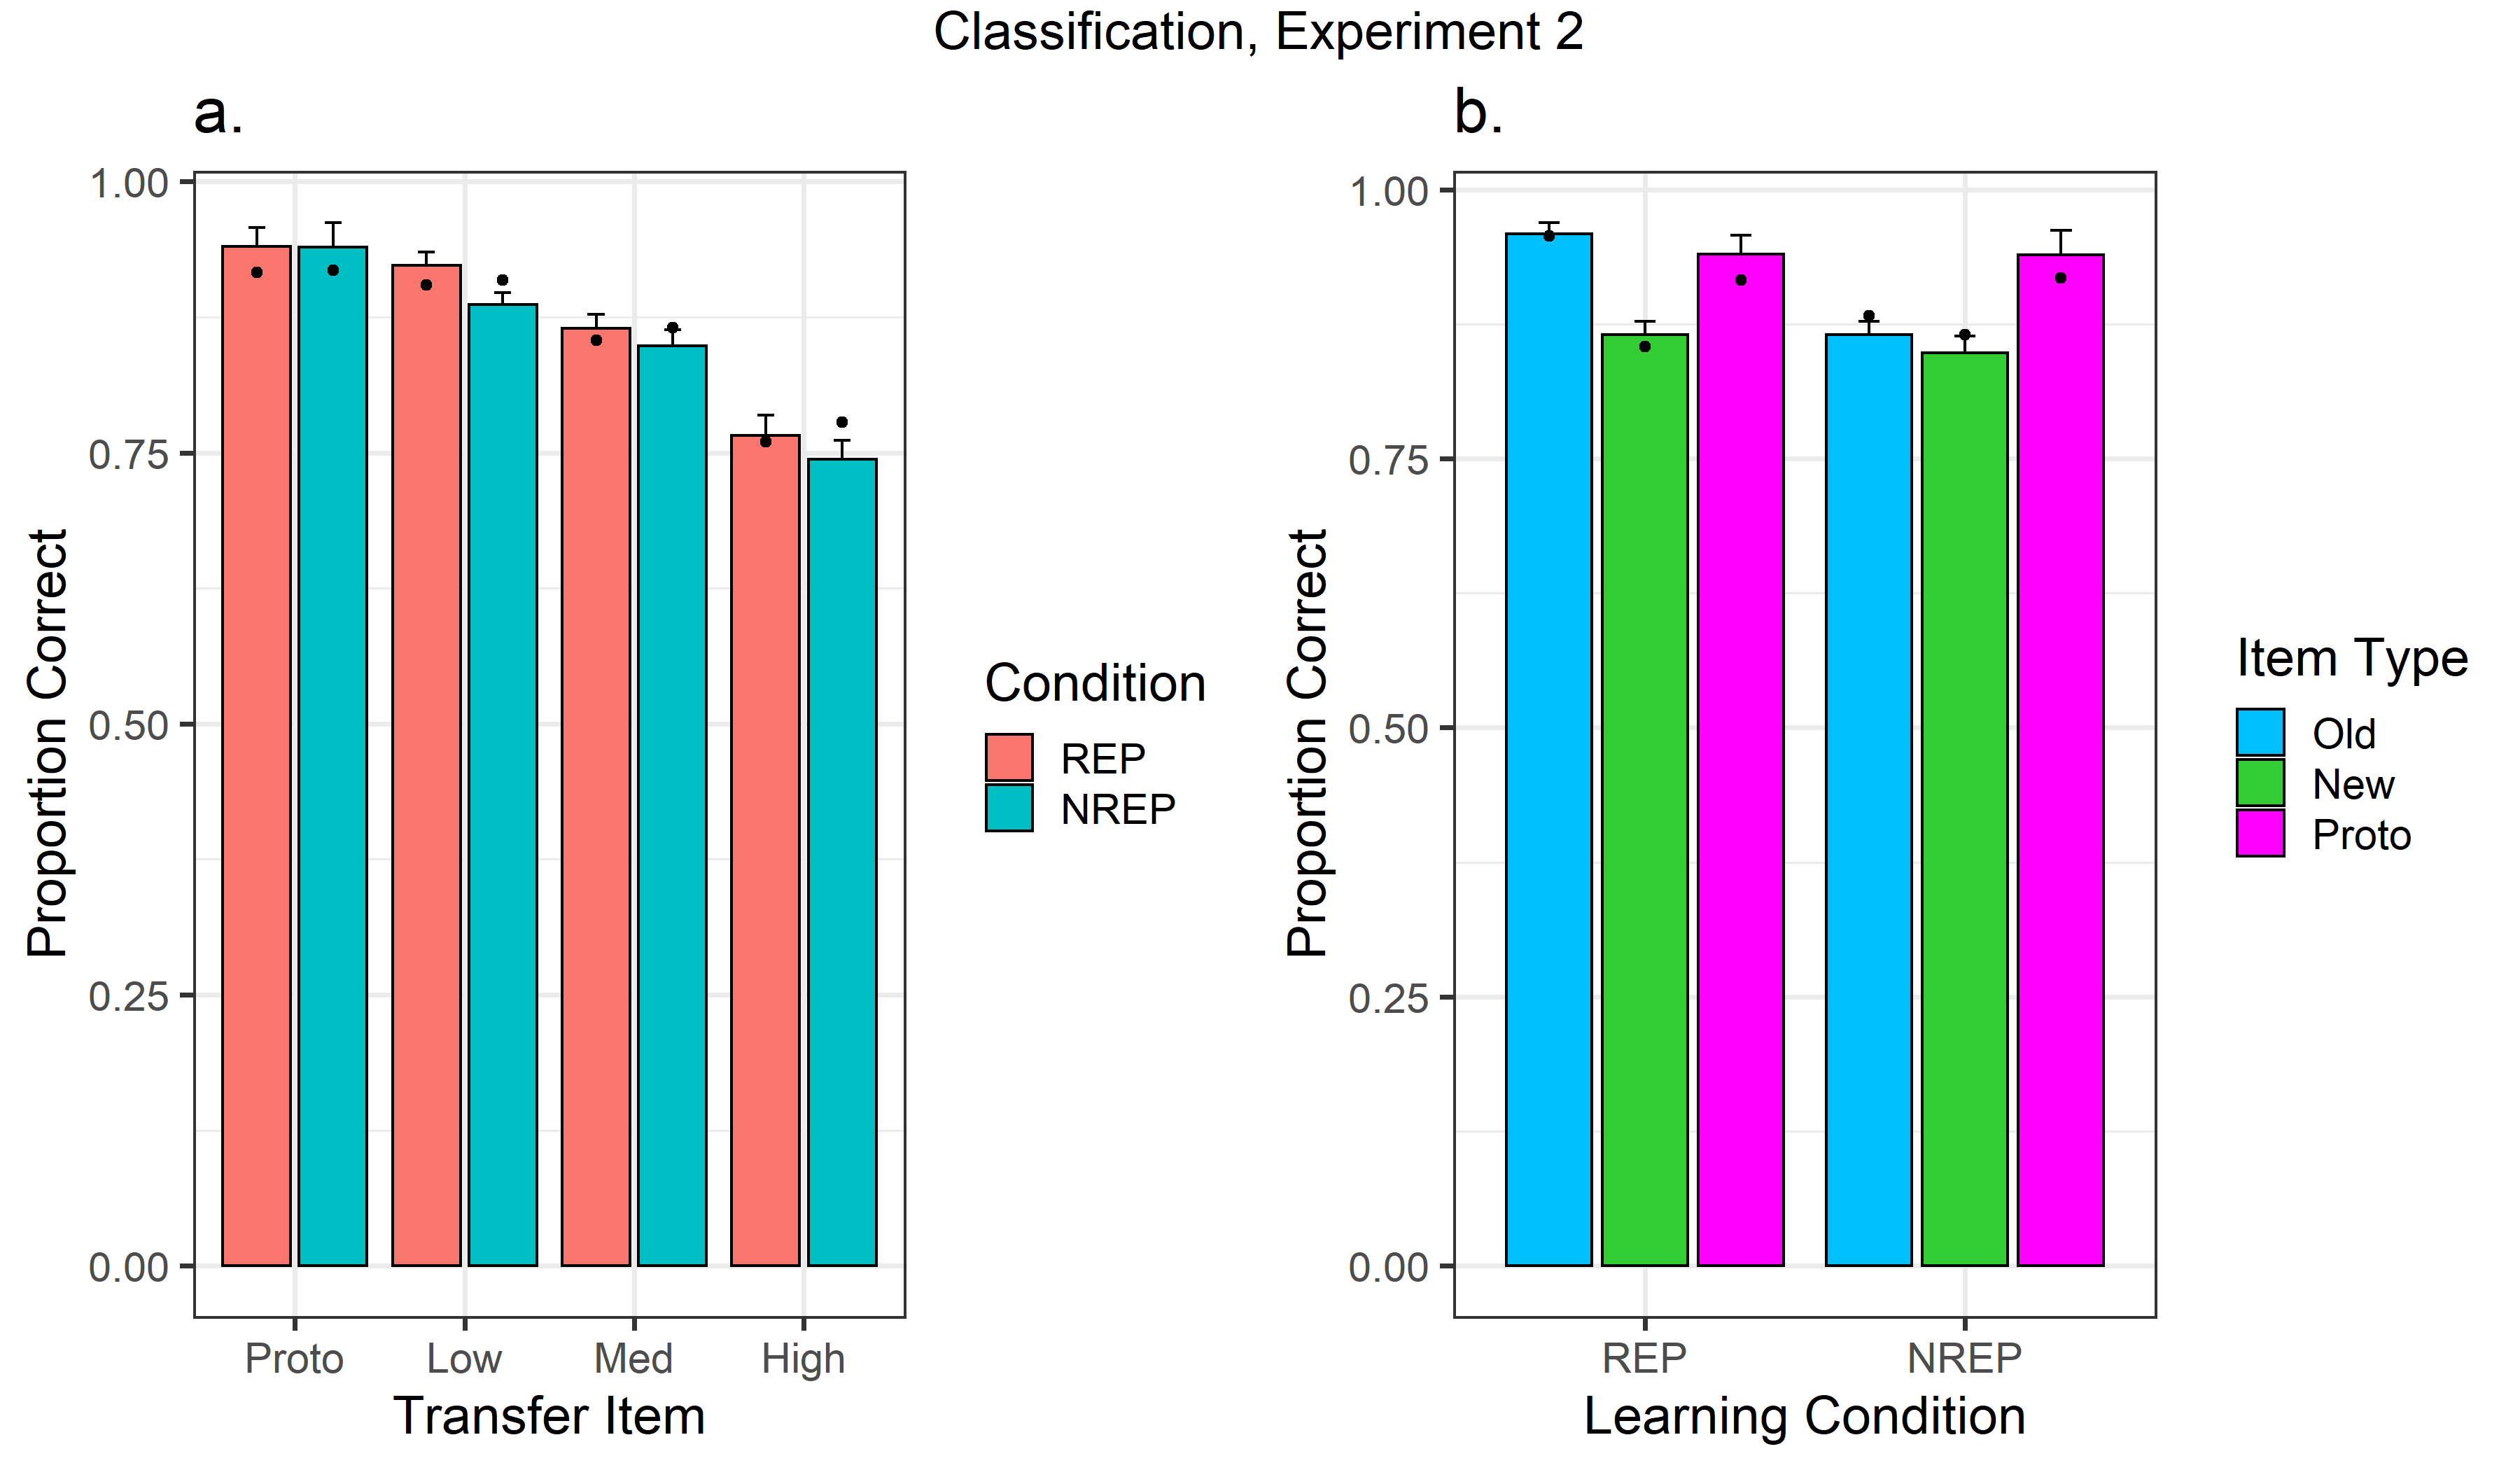 Classification, Experiment 2
a.
1.00
0.75
0.50
0.25
0.00
Proportion Correct
Proto Low Med High
Transfer Item
Condition
REP
NREP
b.
1.00
0.75
0.50
0.25
0.00
Proportion Correct
REP NREP
Learning Condition
Item Type
Old
New
Proto